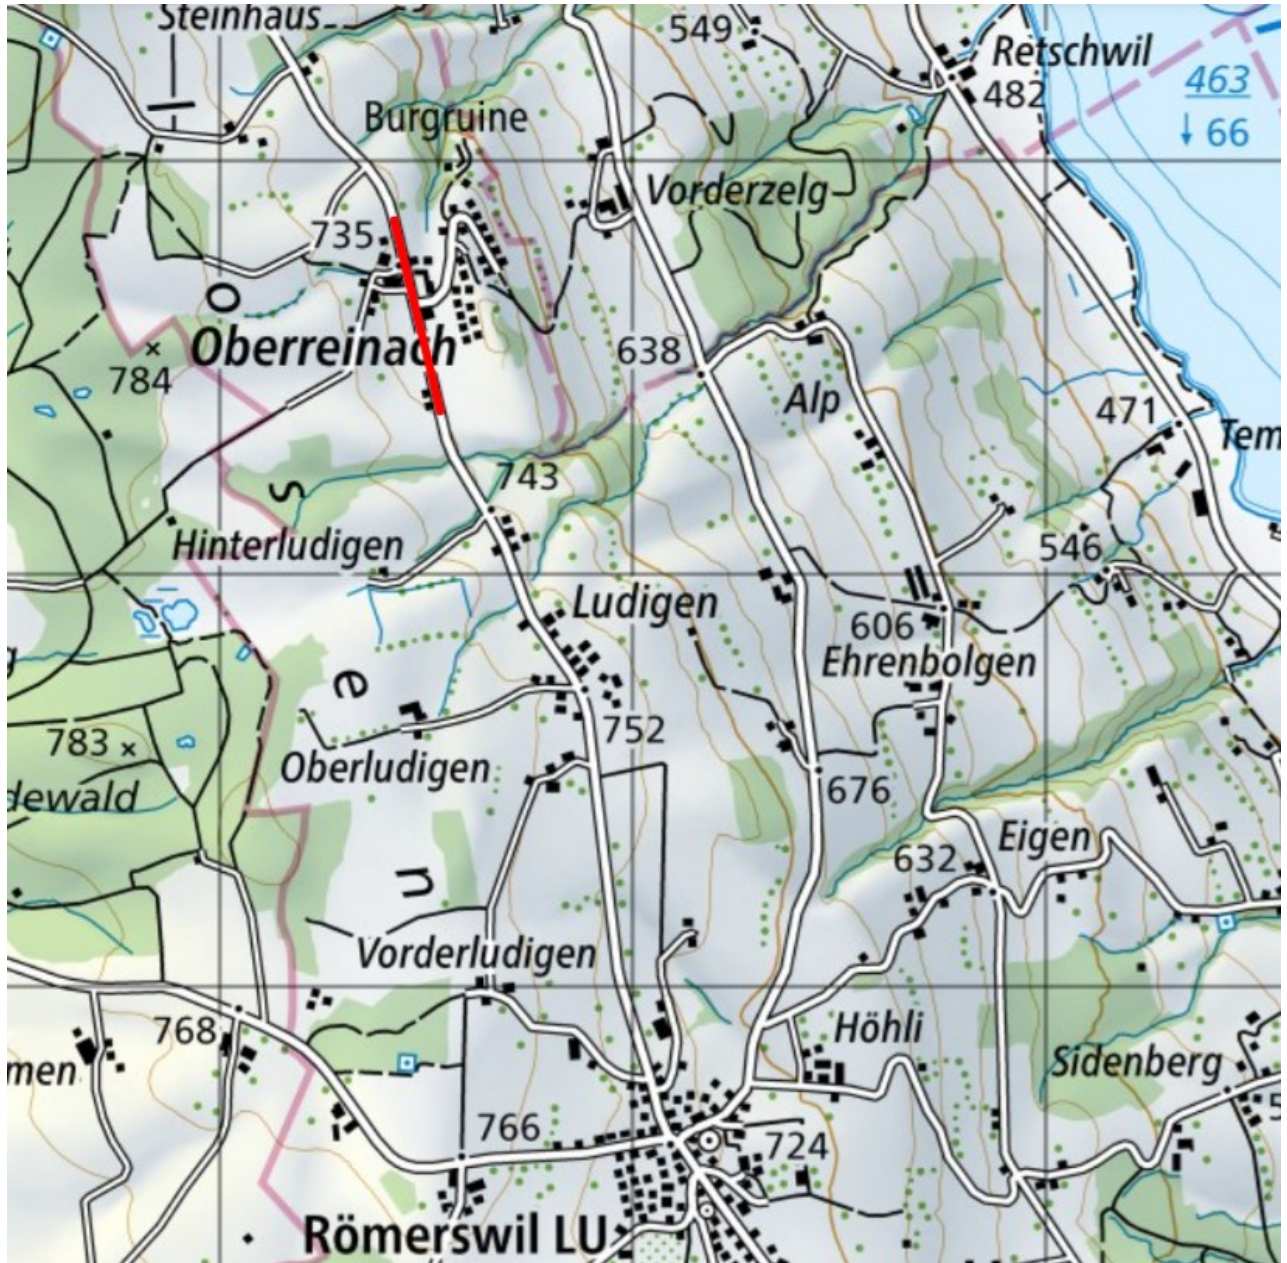 Steinhaus
549
Retschwil
482
463
↓ 66
Burgruine
l
Vorderzelg
735
o
Oberreinach
638
784
Alp
471
Tem
743
s
Hinterludigen
546
Ludigen
606
Ehrenbolgen
e
752
783
Oberludigen
676
dewald
632
Eigen
n
Vorderludigen
768
Höhli
Sidenberg
men
766
724
5
Römerswil LU